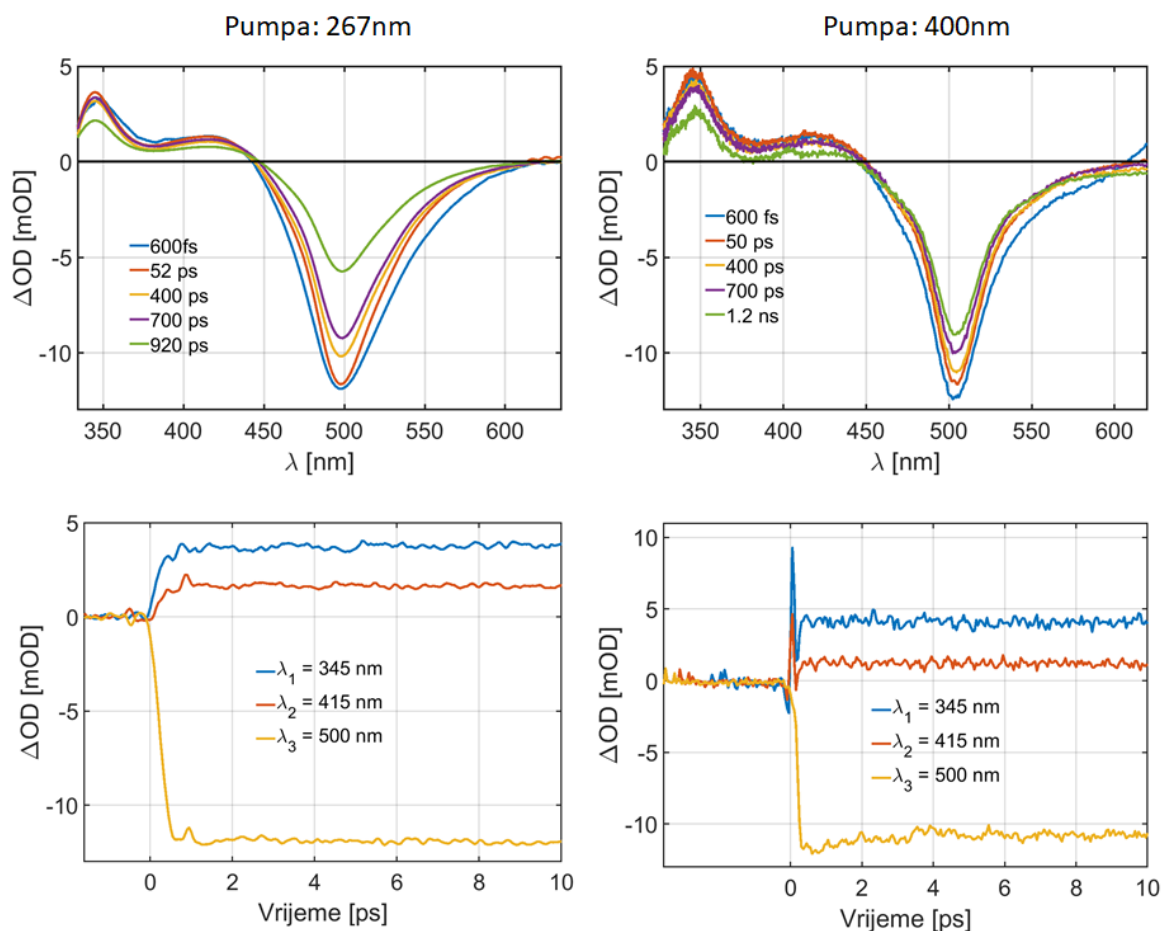 Pumpa: 267nm
5
0
-5
-10
ΔOD [mOD]
600fs
52 ps
400 ps
700 ps
920 ps
350 400 450 500 550 600
λ [nm]
Pumpa: 400nm
5
0
-5
-10
ΔOD [mOD]
600 fs
50 ps
400 ps
700 ps
1.2 ns
350 400 450 500 550 600
λ [nm]
5
0
-5
-10
ΔOD [mOD]
λ1 = 345 nm
λ2 = 415 nm
λ3 = 500 nm
0 2 4 6 8 10
Vrijeme [ps]
10
5
0
-5
-10
ΔOD [mOD]
λ1 = 345 nm
λ2 = 415 nm
λ3 = 500 nm
0 2 4 6 8 10
Vrijeme [ps]